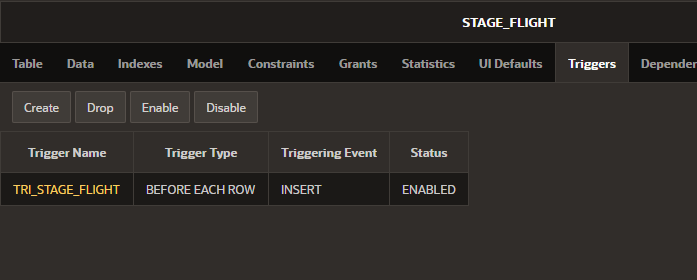 STAGE_FLIGHT
Table Data Indexes Model Constraints Grants Statistics UI Defaults Triggers Depender
Create Drop Enable Disable
Trigger Name Trigger Type Triggering Event Status
TRI_STAGE_FLIGHT BEFORE EACH ROW INSERT ENABLED